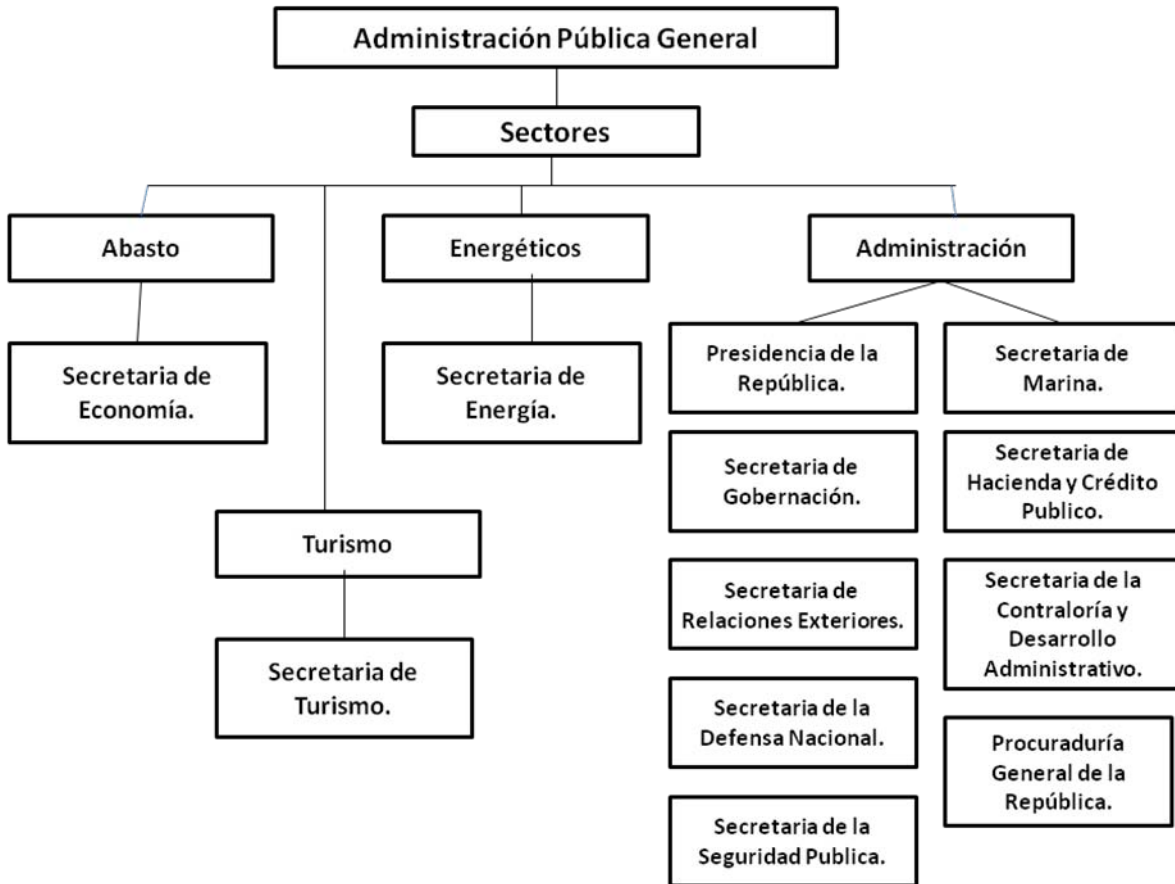 Administración Pública General
Sectores
Abasto
Energéticos
Administración
Secretaria de
Economía.
Secretaria de
Energía.
Turismo
Secretaria de
Turismo.
Presidencia de la
República.
Secretaria de
Gobernación.
Secretaria de
Relaciones Exteriores.
Secretaria de la
Defensa Nacional.
Secretaria de la
Seguridad Publica.
Secretaria de
Marina.
Secretaria de
Hacienda y Crédito
Publico.
Secretaria de la
Contraloría y
Desarrollo
Administrativo.
Procuraduría
General de la
República.